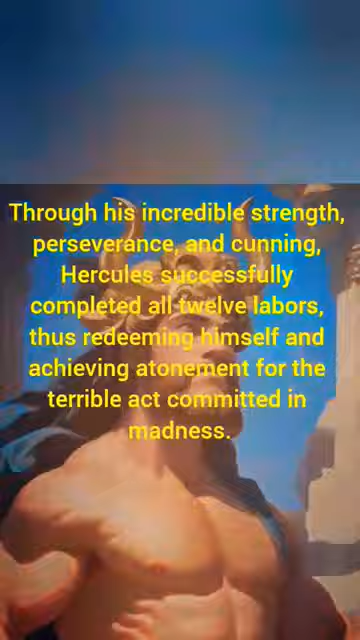 Through his incredible strength,
perseverance, and cunning,
Hercules successfully
completed all twelve labors,
thus redeeming himself and
achieving atonement for the
terrible act committed in
madness.